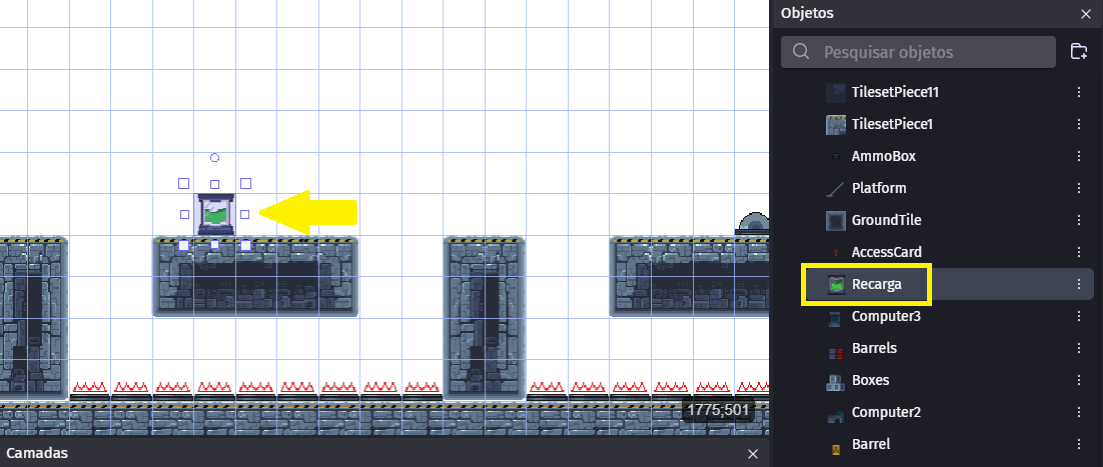 Objetos
Pesquisar objetos
TilesetPiece11
TilesetPiece1
AmmoBox
Platform
GroundTile
AccessCard
Recarga
Computer3
Barrels
Boxes
Computer2
Barrel
1775;501
Camadas